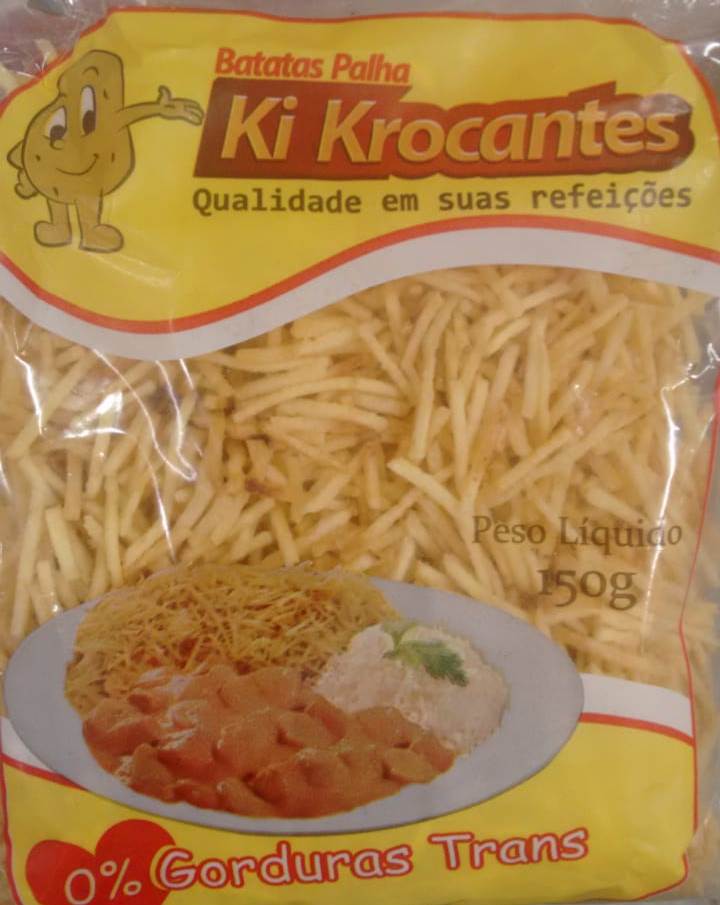 Batatas Palha
Ki Krocantes
Qualidade em suas refeições
Peso Líquido
150g
0% Gorduras Trans